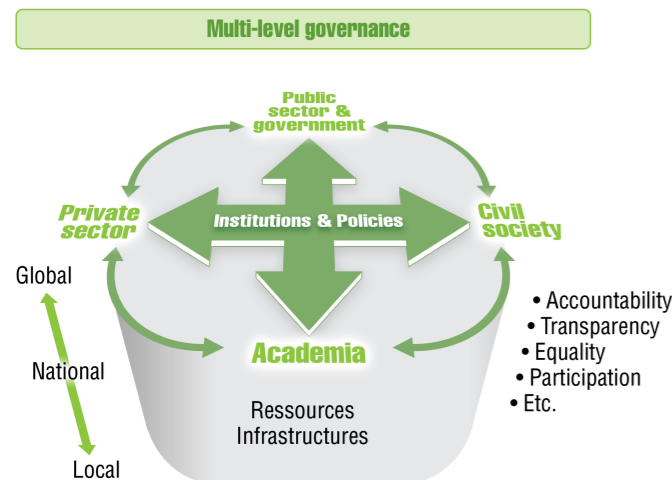 Multi-level governance
Public
sector &
government
Private
sector
Institutions & Policies
Civil
society
Global
National
Local
Academia
Ressources
Infrastructures
• Accountability
• Transparency
• Equality
• Participation
• Etc.